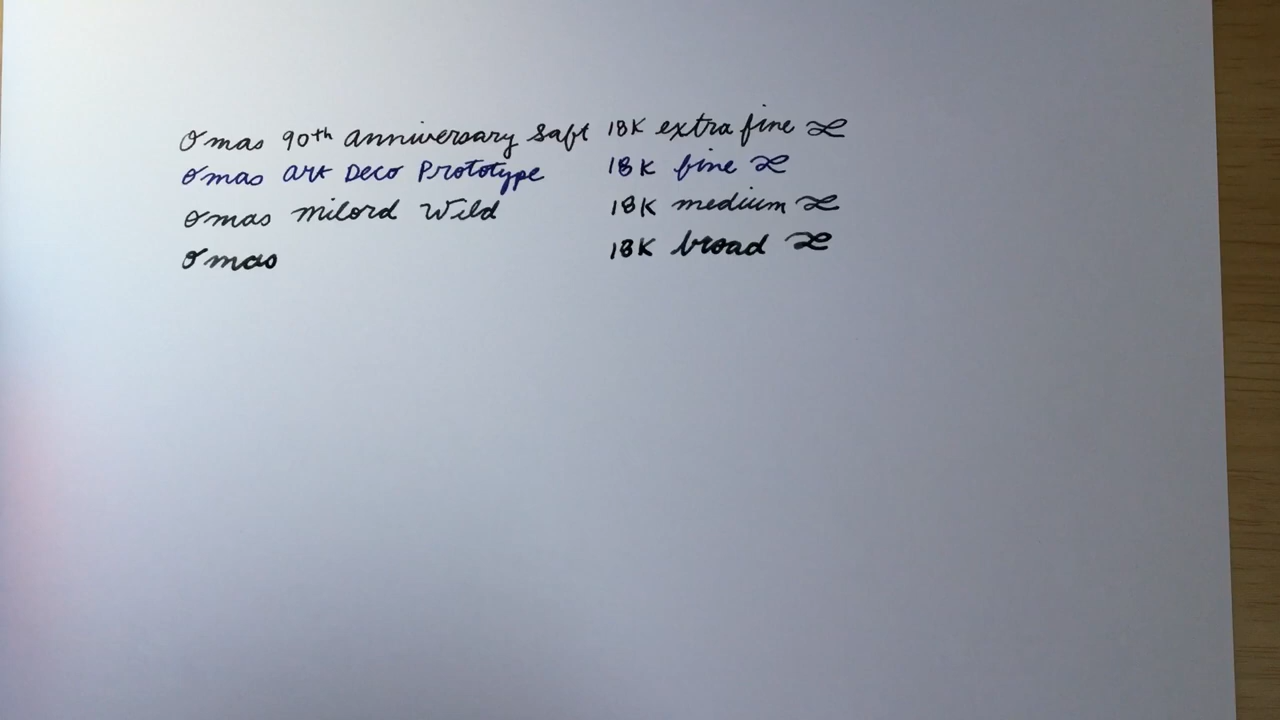 Omas 90th anniversary Saft 18K extra fine
Omas Art Deco Prototype 18K fine
Omas Milord Wild 18K medium
Omas 18K broad